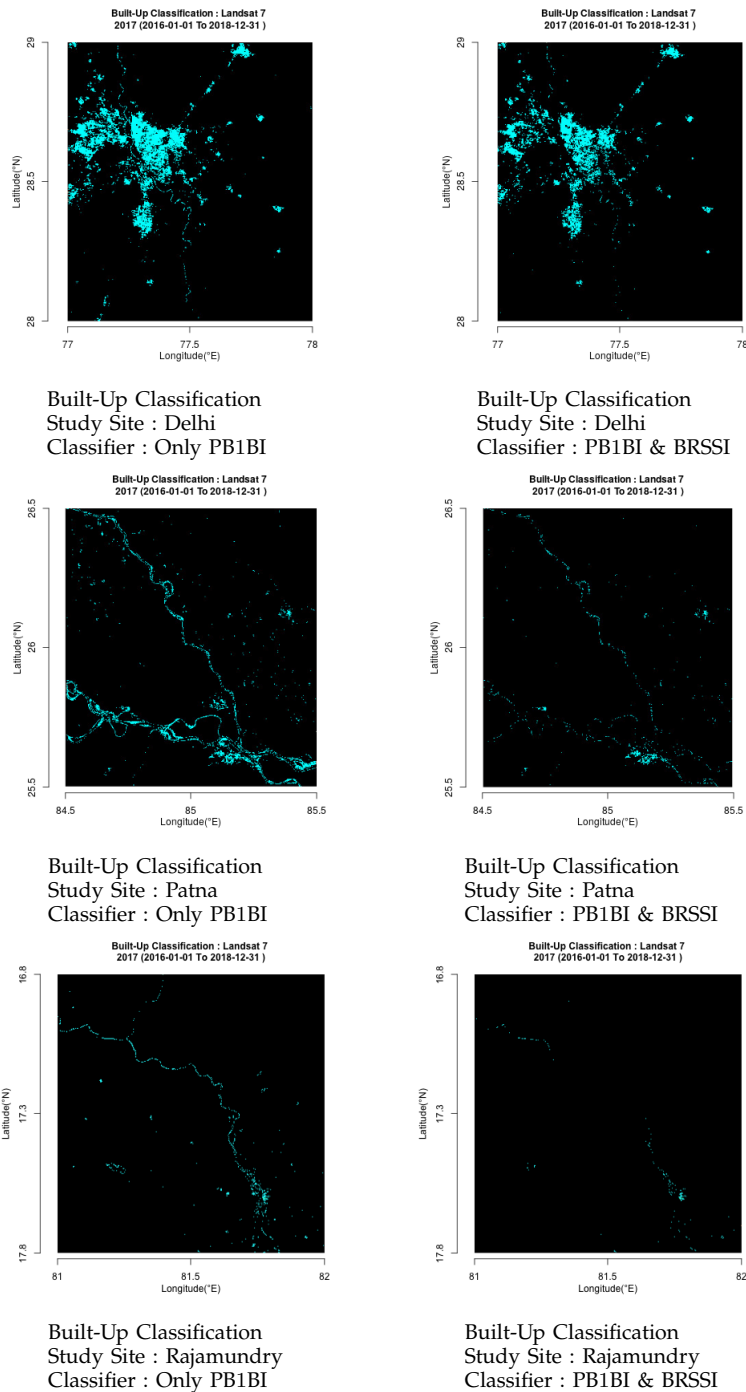 Built-Up Classification : Landsat 7
2017 (2016-01-01 To 2018-12-31 )
29
28.5
28
Latitude(°N)
77
77.5
78
Longitude(°E)
Built-Up Classification
Study Site : Delhi
Classifier : Only PB1BI
Built-Up Classification : Landsat 7
2017 (2016-01-01 To 2018-12-31 )
29
28.5
28
Latitude(°N)
77
77.5
78
Longitude(°E)
Built-Up Classification
Study Site : Delhi
Classifier : PB1BI & BRSSI
Built-Up Classification : Landsat 7
2017 (2016-01-01 To 2018-12-31 )
26.5
26
25.5
Latitude(°N)
84.5
85
85.5
Longitude(°E)
Built-Up Classification
Study Site : Patna
Classifier : Only PB1BI
Built-Up Classification : Landsat 7
2017 (2016-01-01 To 2018-12-31 )
26.5
26
25.5
Latitude(°N)
84.5
85
85.5
Longitude(°E)
Built-Up Classification
Study Site : Patna
Classifier : PB1BI & BRSSI
Built-Up Classification : Landsat 7
2017 (2016-01-01 To 2018-12-31 )
16.8
17.3
17.8
Latitude(°N)
81
81.5
82
Longitude(°E)
Built-Up Classification
Study Site : Rajamundry
Classifier : Only PB1BI
Built-Up Classification : Landsat 7
2017 (2016-01-01 To 2018-12-31 )
16.8
17.3
17.8
Latitude(°N)
81
81.5
82
Longitude(°E)
Built-Up Classification
Study Site : Rajamundry
Classifier : PB1BI & BRSSI